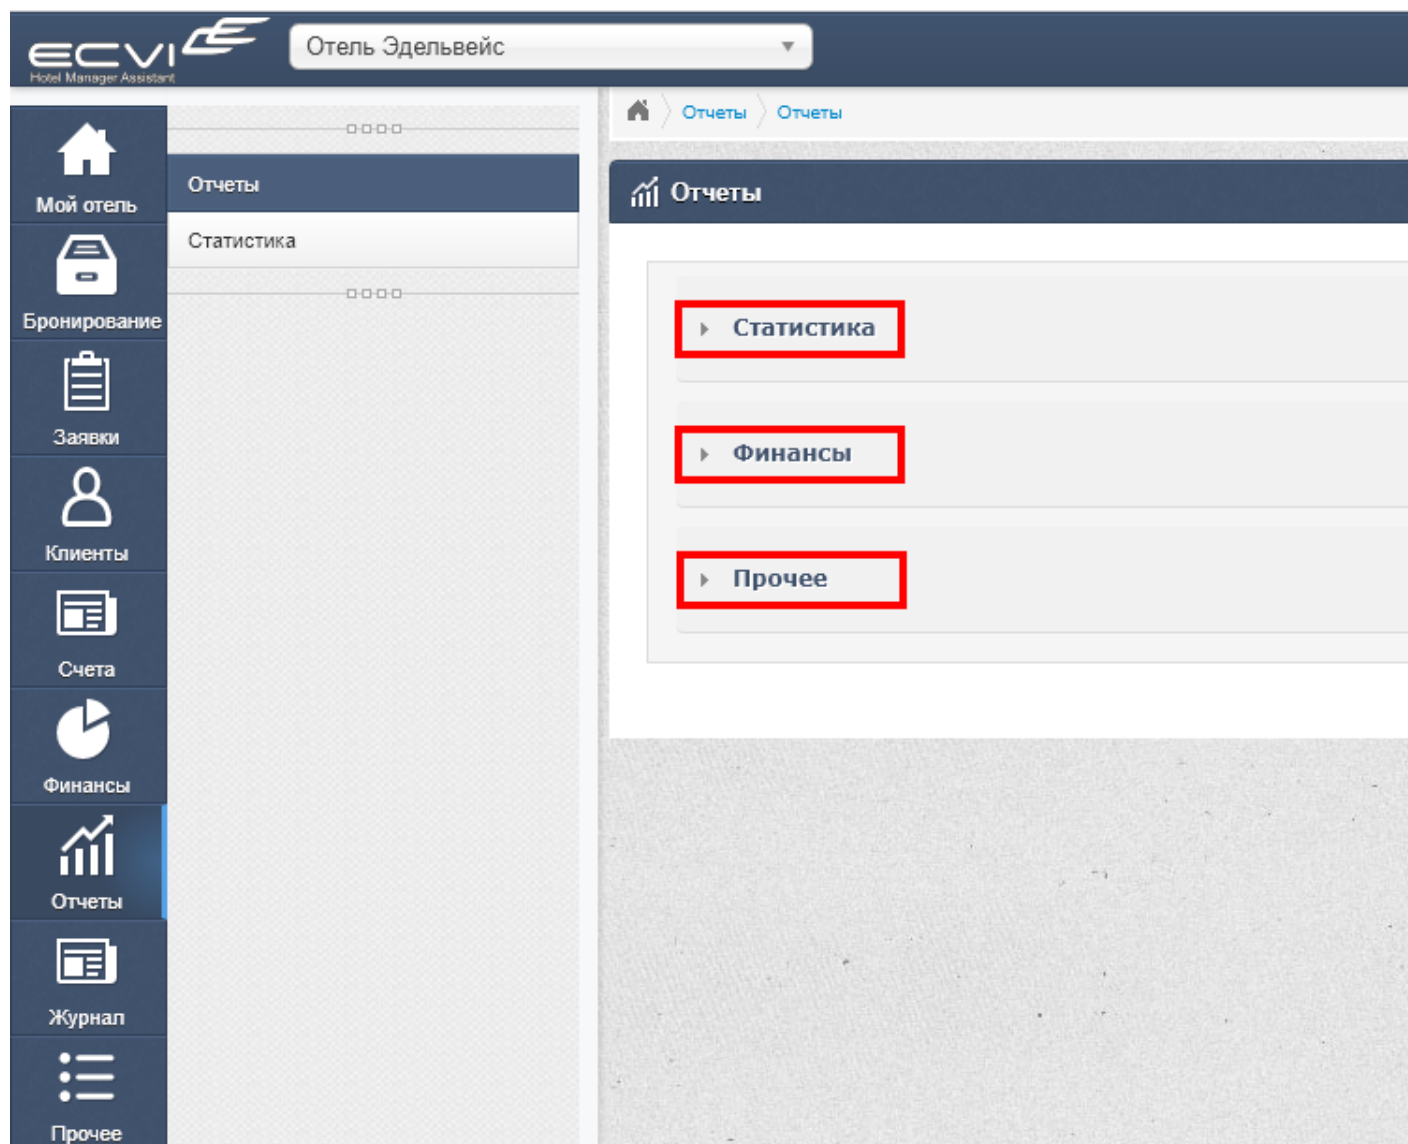 ECVI
Hotel Manager Assistant
Отель Эдельвейс
Мой отель
Бронирование
Заявки
Клиенты
Счета
Финансы
Отчеты
Журнал
Прочее
Отчеты
Статистика
Отчеты Отчеты
Отчеты
Статистика
Финансы
Прочее